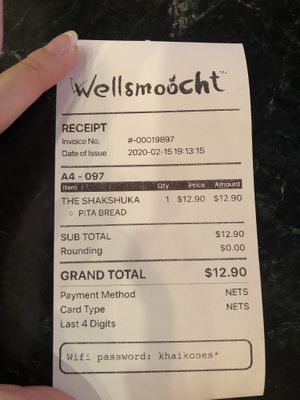 Wellsmoocht™
RECEIPT
Invoice No. #-00019897
Date of Issue 2020-02-15 19:13:15
A4 - 097
Item Qty Price Amount
THE SHAKSHUKA 1 $12.90 $12.90
○ PITA BREAD
SUB TOTAL $12.90
Rounding $0.00
GRAND TOTAL $12.90
Payment Method NETS
Card Type NETS
Last 4 Digits
Wifi password: khaikones*